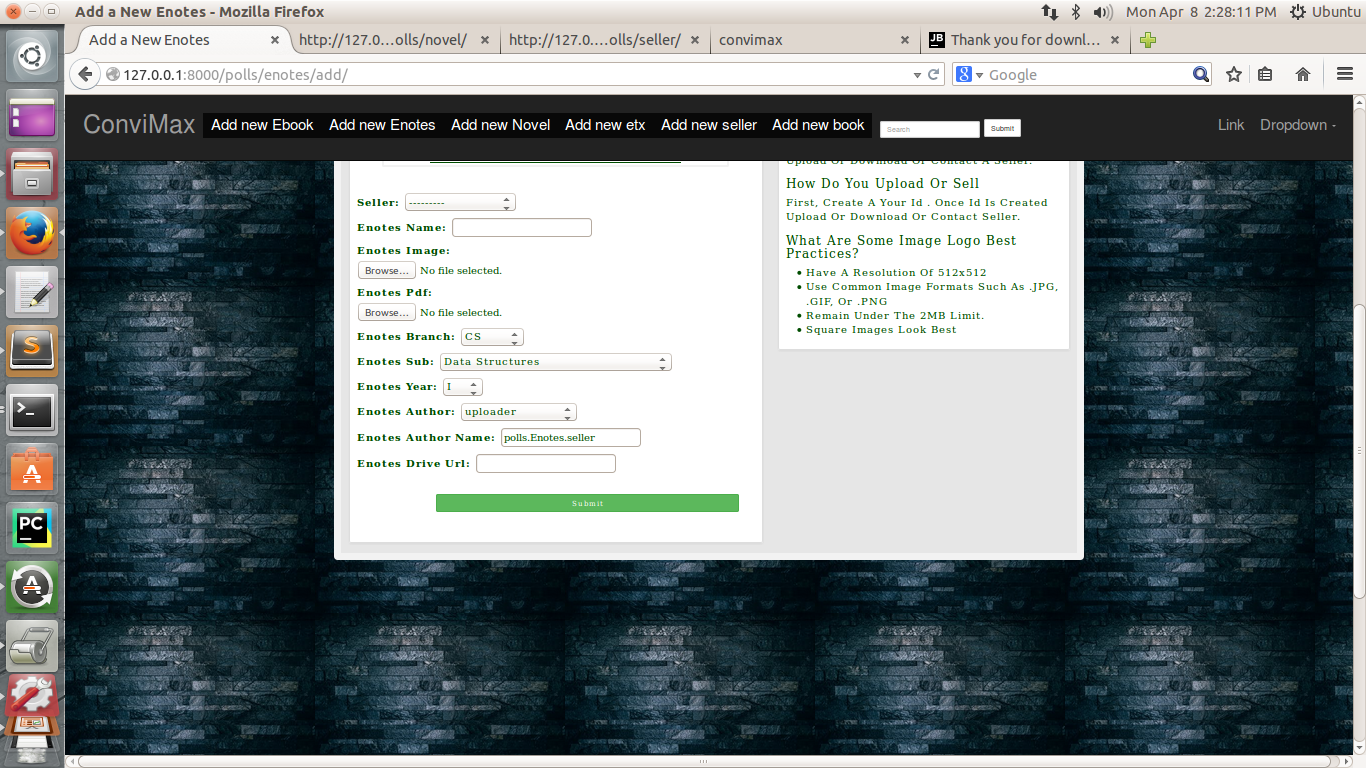 Add a New Enotes - Mozilla Firefox
Mon Apr 8 2:28:11 PM Ubuntu
Add a New Enotes
http://127.0...olls/novel/
http://127.0....olls/seller/
convimax
JB Thank you for downl...
127.0.0.1:8000/polls/enotes/add/
8 Google
ConviMax
Add new Ebook Add new Enotes Add new Novel Add new etx Add new seller Add new book
Search Submit
Link Dropdown
Seller: ---------
Enotes Name:
Enotes Image:
Browse... No file selected.
Enotes Pdf:
Browse... No file selected.
Enotes Branch: CS
Enotes Sub: Data Structures
Enotes Year: I
Enotes Author: uploader
Enotes Author Name: polls.Enotes.seller
Enotes Drive Url:
Submit
Upload Or Download Or Contact A Seller.
How Do You Upload Or Sell
First, Create A Your Id . Once Id Is Created
Upload Or Download Or Contact Seller.
What Are Some Image Logo Best
Practices?
Have A Resolution Of 512x512
Use Common Image Formats Such As .JPG,
.GIF, Or .PNG
Remain Under The 2MB Limit.
Square Images Look Best
PC